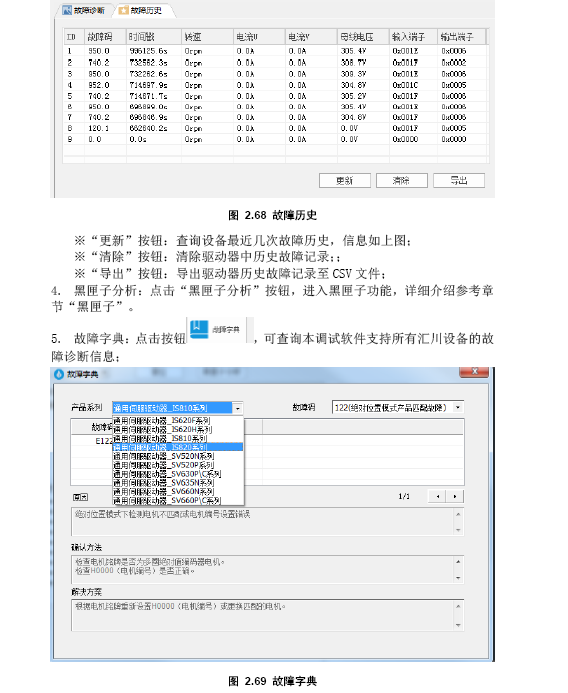 故障诊断 故障历史
ID 故障码 时间戳 转速 电流U 电流V 母线电压 输入端子 输出端子
1 950.0 996125.6s 0rpm 0.0A 0.0A 305.4V 0x001E 0x0006
2 740.2 732562.3s 0rpm 0.0A 0.0A 308.7V 0x001F 0x0002
3 950.0 732262.6s 0rpm 0.0A 0.0A 309.3V 0x001E 0x0006
4 952.0 714697.9s 0rpm 0.0A 0.0A 304.8V 0x001C 0x0005
5 740.2 714671.7s 0rpm 0.0A 0.0A 305.2V 0x001F 0x0006
6 950.0 696899.0s 0rpm 0.0A 0.0A 305.4V 0x001E 0x0006
7 740.2 696846.9s 0rpm 0.0A 0.0A 304.8V 0x001F 0x0006
8 120.1 662640.2s 0rpm 0.0A 0.0A 0.0V 0x001F 0x0005
9 0.0 0.0s 0rpm 0.0A 0.0A 0.0V 0x0000 0x0000
更新 清除 导出
图 2.68 故障历史
※“更新”按钮：查询设备最近几次故障历史，信息如上图；
※“清除”按钮：清除驱动器中历史故障记录；；
※“导出”按钮：导出驱动器历史故障记录至 CSV 文件；
4. 黑匣子分析：点击“黑匣子分析”按钮，进入黑匣子功能，详细介绍参考章
节“黑匣子”。
5. 故障字典：点击按钮 故障字典 ，可查询本调试软件支持所有汇川设备的故
障诊断信息；
故障字典
产品系列 通用伺服驱动器_IS810系列 故障码 122(绝对位置模式产品匹配故障)
故障码 通用伺服驱动器_IS620F系列
E122 通用伺服驱动器_IS620H系列
通用伺服驱动器_IS810系列
通用伺服驱动器_IS820系列
通用伺服驱动器_SV520N系列
通用伺服驱动器_SV520P系列
通用伺服驱动器_SV630P\C系列
通用伺服驱动器_SV635N系列
通用伺服驱动器_SV660N系列
通用伺服驱动器_SV660P\C系列
原因 1/1
绝对位置模式下检测电机不匹配或电机编号设置错误
确认方法
检查电机铭牌是否为多圈绝对值编码器电机。
检查H0000（电机编号）是否正确。
解决方案
根据电机铭牌重新设置H0000（电机编号）或更换匹配的电机。
图 2.69 故障字典